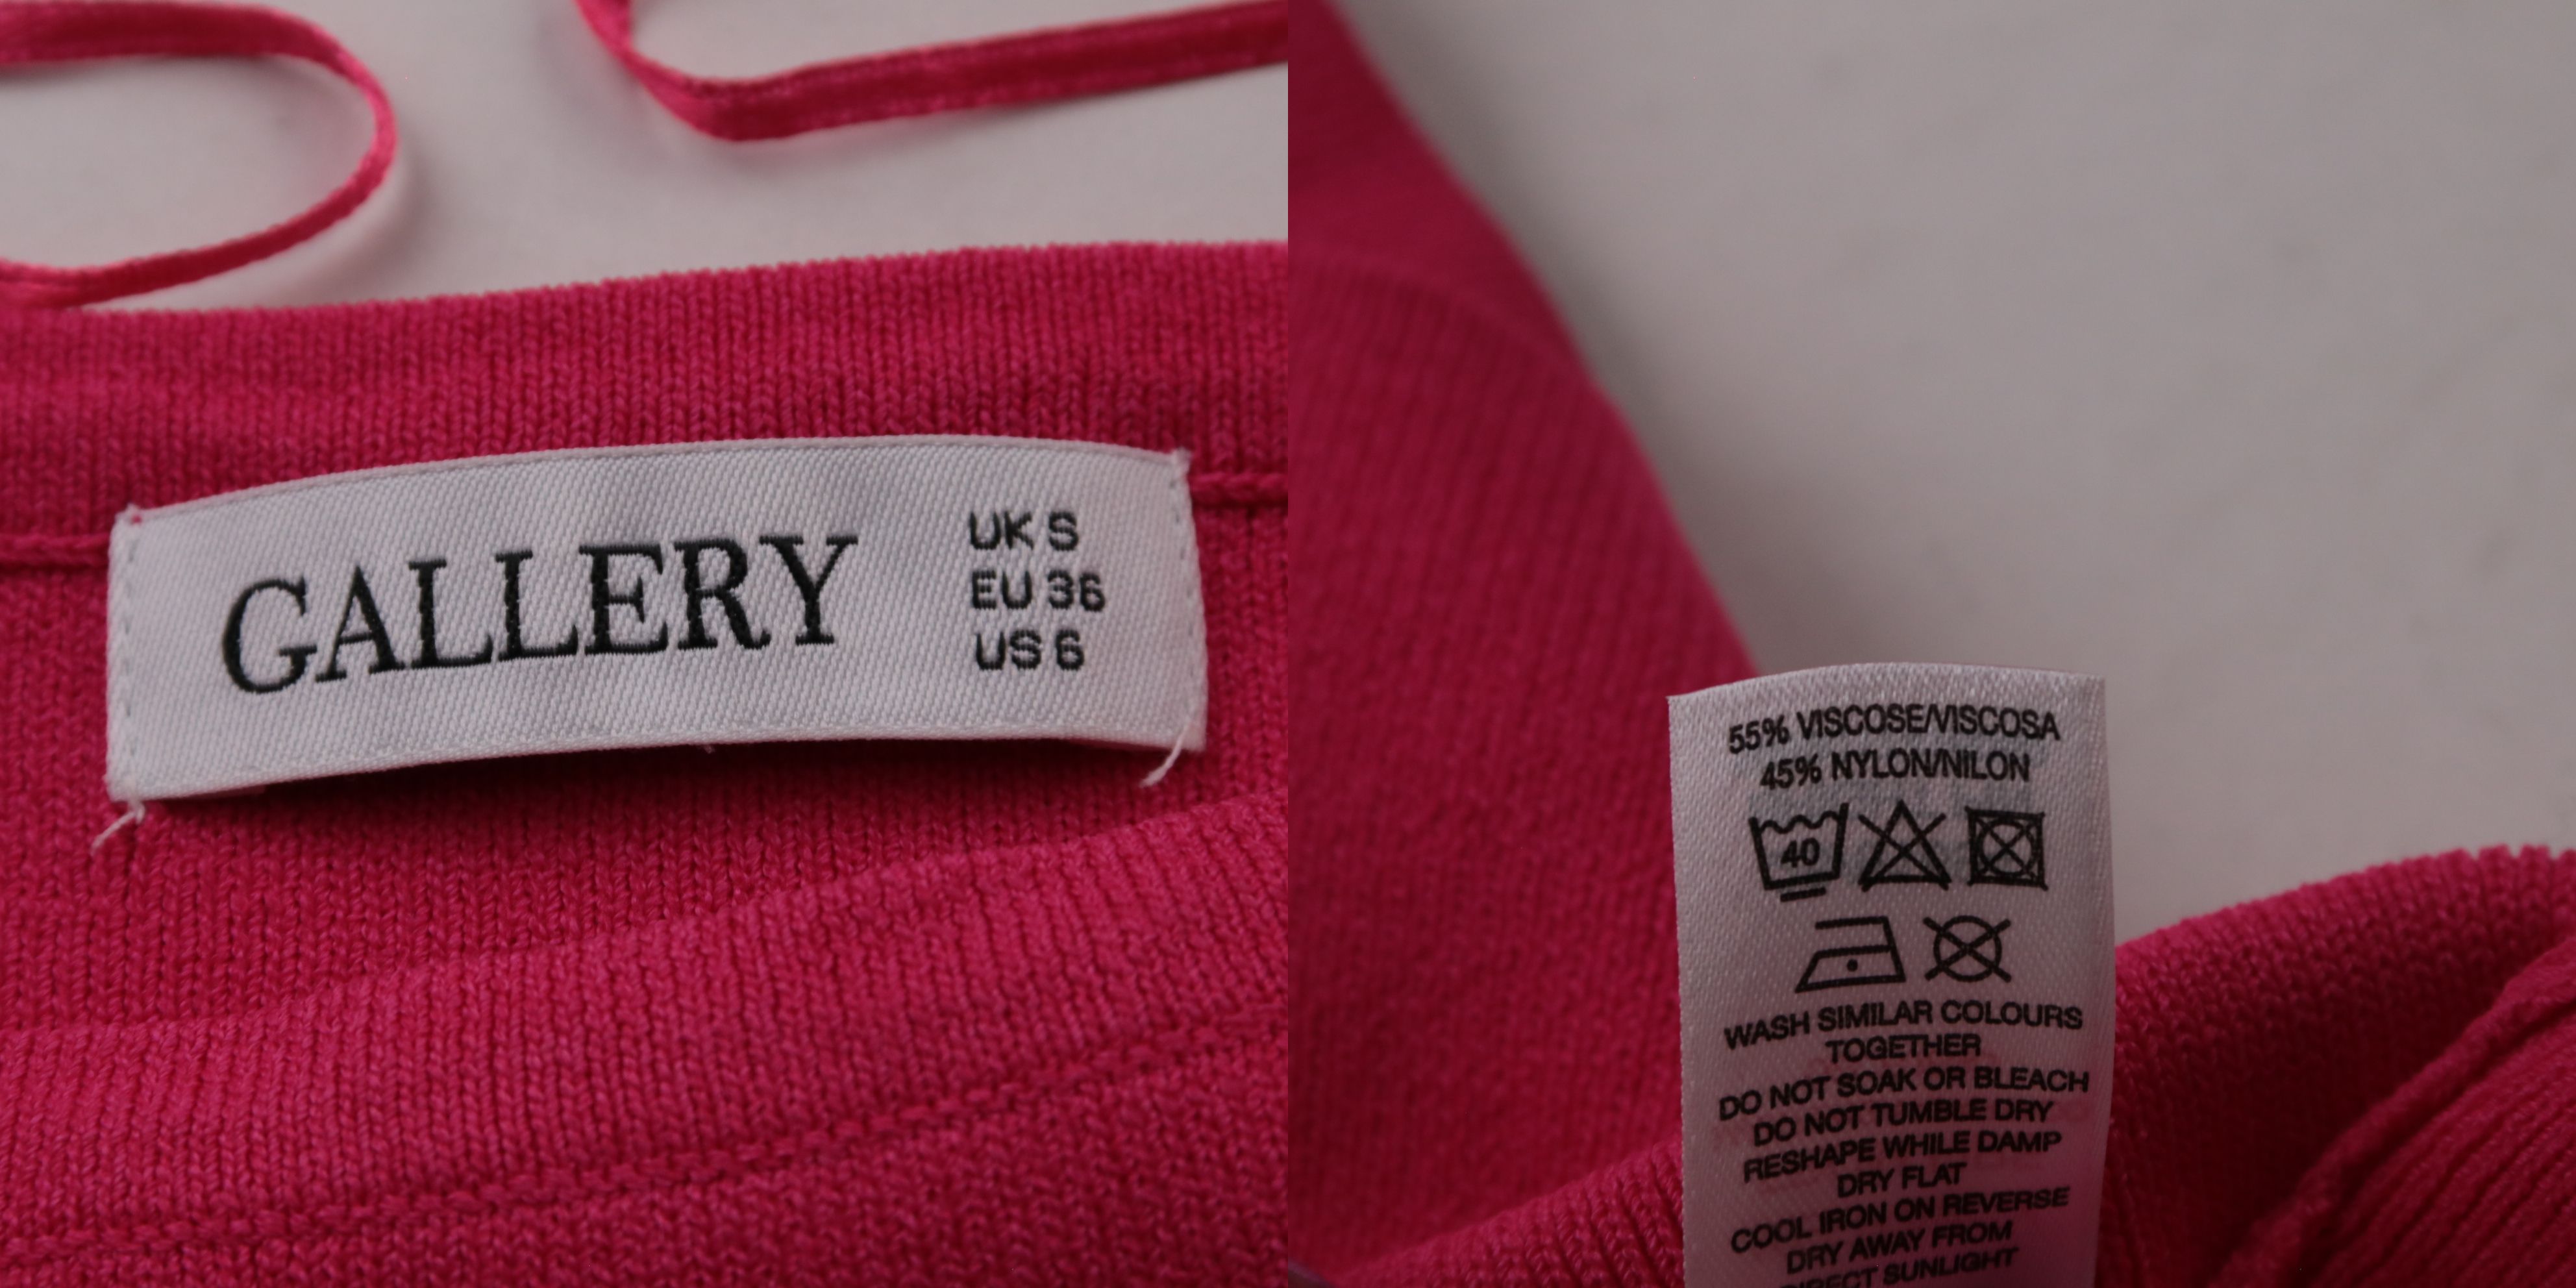 GALLERY
UK S
EU 36
US 6
55% VISCOSE/VISCOSA
45% NYLON/NILON
40
WASH SIMILAR COLOURS
TOGETHER
DO NOT SOAK OR BLEACH
DO NOT TUMBLE DRY
RESHAPE WHILE DAMP
DRY FLAT
COOL IRON ON REVERSE
DRY AWAY FROM
DIRECT SUNLIGHT